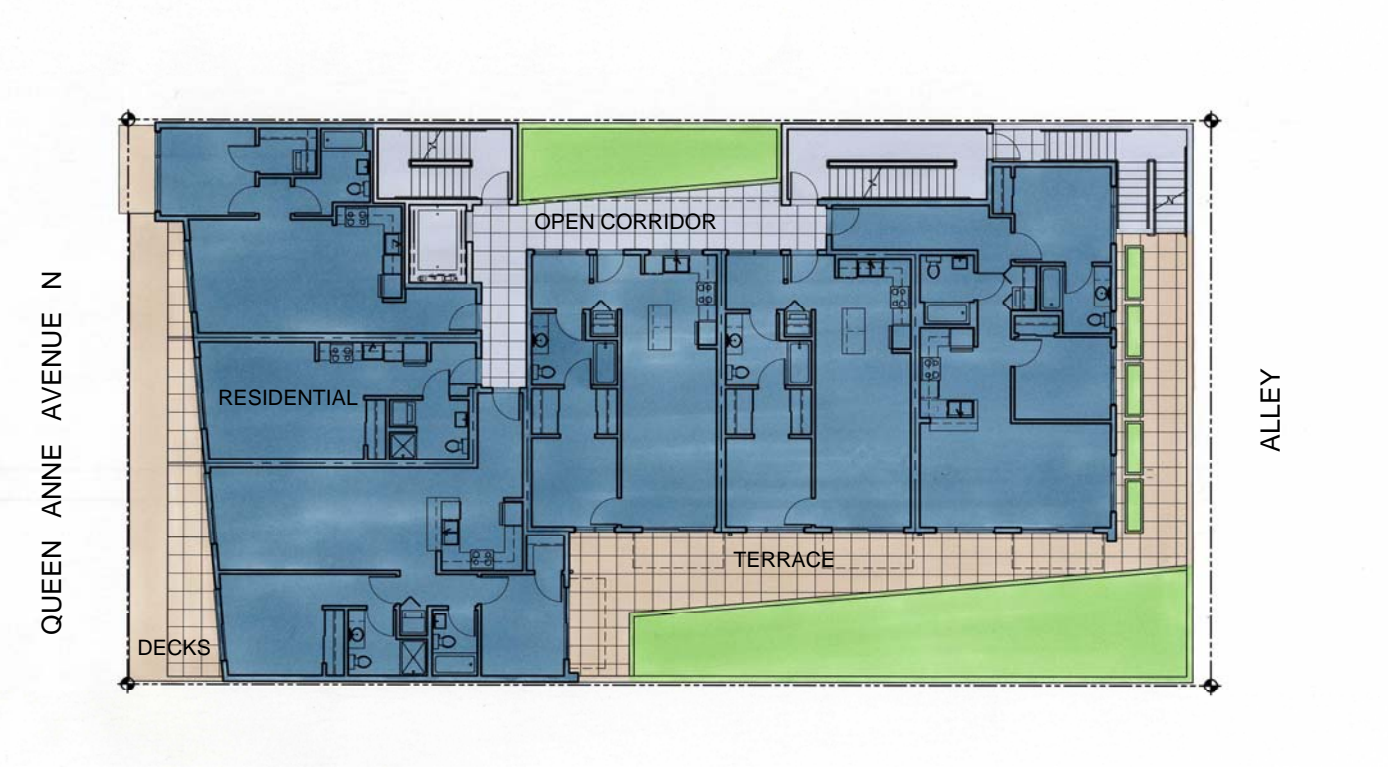 OPEN CORRIDOR
QUEEN ANNE AVENUE N
RESIDENTIAL
ALLEY
TERRACE
DECKS